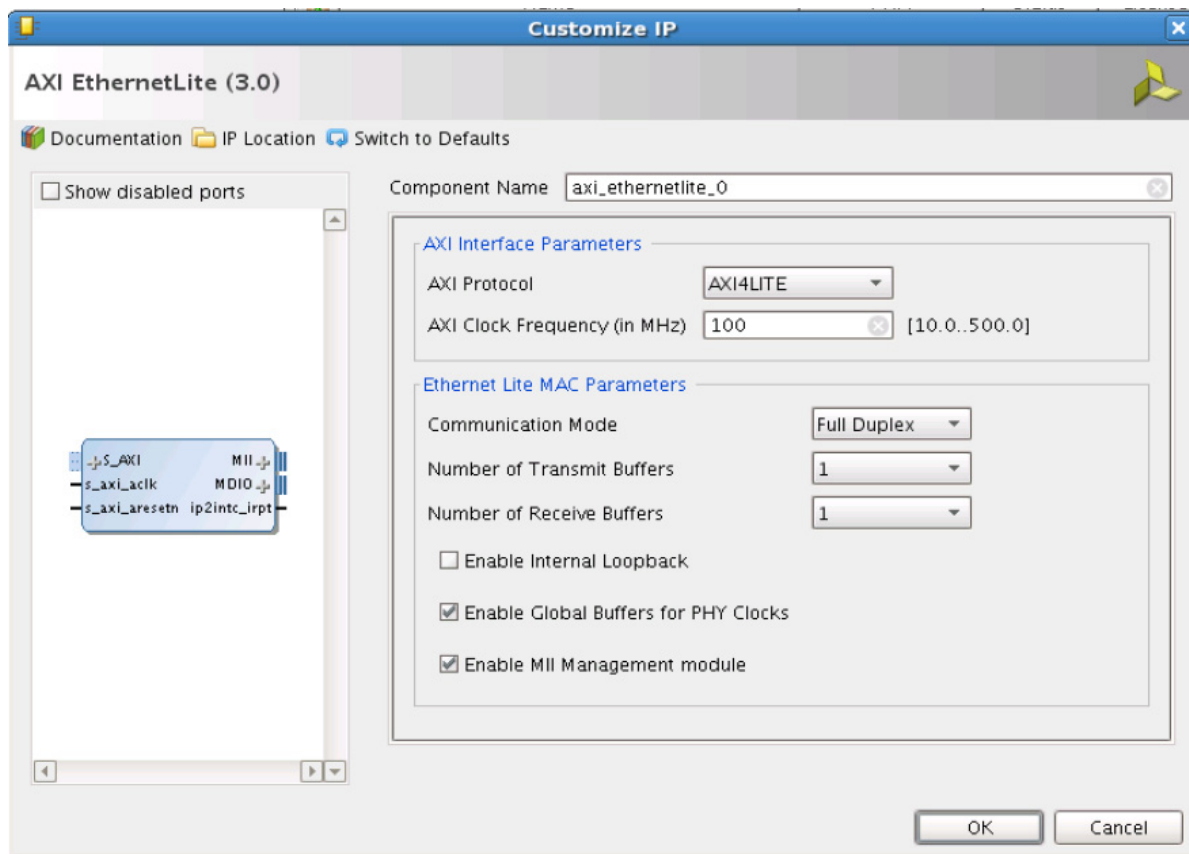 Customize IP
AXI EthernetLite (3.0)
Documentation IP Location Switch to Defaults
Show disabled ports
S_AXI MII
s_axi_aclk MDIO
s_axi_aresetn ip2intc_irpt
Component Name axi_ethernetlite_0
AXI Interface Parameters
AXI Protocol AXI4LITE
AXI Clock Frequency (in MHz) 100 [10.0..500.0]
Ethernet Lite MAC Parameters
Communication Mode Full Duplex
Number of Transmit Buffers 1
Number of Receive Buffers 1
Enable Internal Loopback
Enable Global Buffers for PHY Clocks
Enable MII Management module
OK Cancel